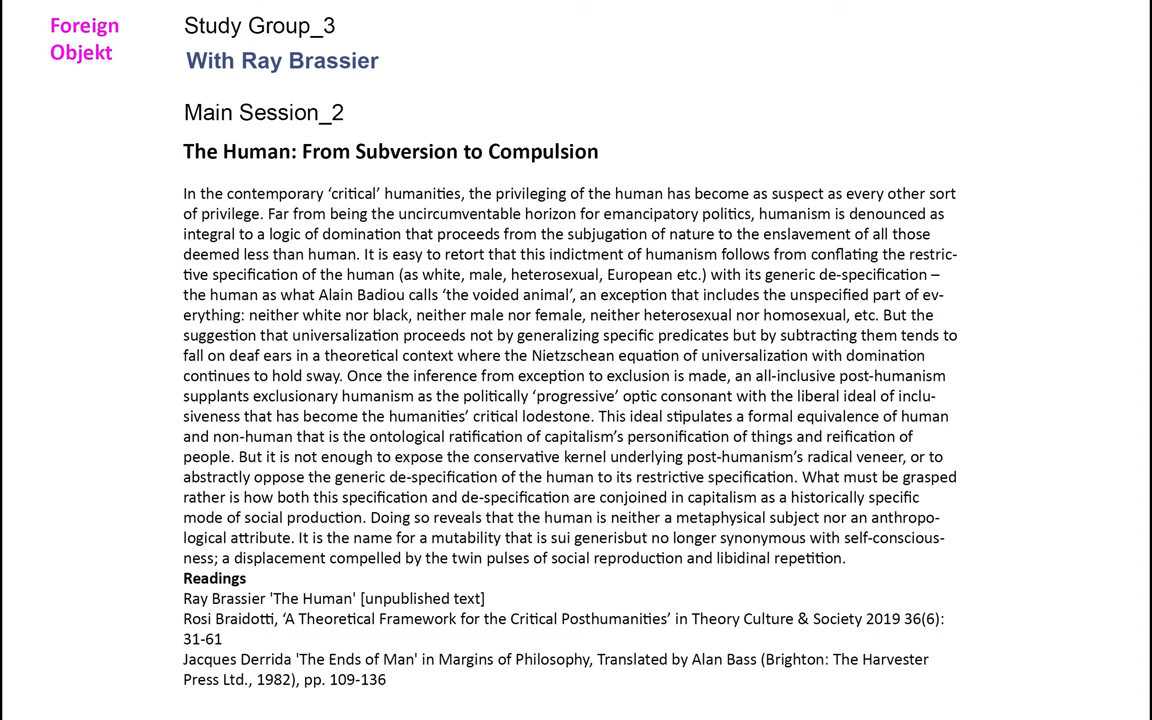 Foreign
Objekt
Study Group_3
With Ray Brassier
Main Session_2
The Human: From Subversion to Compulsion
In the contemporary ‘critical’ humanities, the privileging of the human has become as suspect as every other sort
of privilege. Far from being the uncircumventable horizon for emancipatory politics, humanism is denounced as
integral to a logic of domination that proceeds from the subjugation of nature to the enslavement of all those
deemed less than human. It is easy to retort that this indictment of humanism follows from conflating the restric-
tive specification of the human (as white, male, heterosexual, European etc.) with its generic de-specification –
the human as what Alain Badiou calls ‘the voided animal’, an exception that includes the unspecified part of ev-
erything: neither white nor black, neither male nor female, neither heterosexual nor homosexual, etc. But the
suggestion that universalization proceeds not by generalizing specific predicates but by subtracting them tends to
fall on deaf ears in a theoretical context where the Nietzschean equation of universalization with domination
continues to hold sway. Once the inference from exception to exclusion is made, an all-inclusive post-humanism
supplants exclusionary humanism as the politically ‘progressive’ optic consonant with the liberal ideal of inclu-
siveness that has become the humanities’ critical lodestone. This ideal stipulates a formal equivalence of human
and non-human that is the ontological ratification of capitalism’s personification of things and reification of
people. But it is not enough to expose the conservative kernel underlying post-humanism’s radical veneer, or to
abstractly oppose the generic de-specification of the human to its restrictive specification. What must be grasped
rather is how both this specification and de-specification are conjoined in capitalism as a historically specific
mode of social production. Doing so reveals that the human is neither a metaphysical subject nor an anthropo-
logical attribute. It is the name for a mutability that is sui generisbut no longer synonymous with self-conscious-
ness; a displacement compelled by the twin pulses of social reproduction and libidinal repetition.
Readings
Ray Brassier 'The Human' [unpublished text]
Rosi Braidotti, ‘A Theoretical Framework for the Critical Posthumanities’ in Theory Culture & Society 2019 36(6):
31-61
Jacques Derrida 'The Ends of Man' in Margins of Philosophy, Translated by Alan Bass (Brighton: The Harvester
Press Ltd., 1982), pp. 109-136